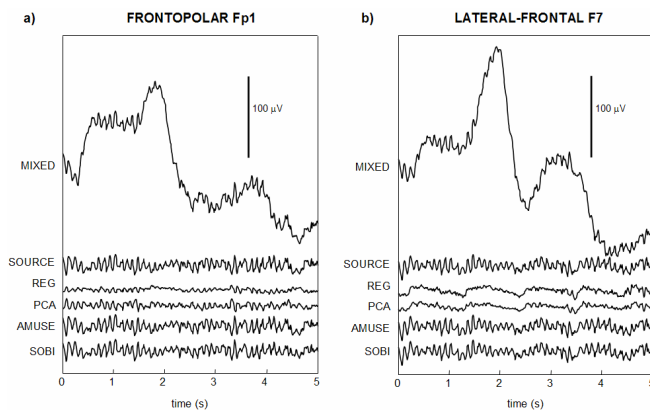 a) FRONTOPOLAR Fp1
100 µV
MIXED
SOURCE
REG
PCA
AMUSE
SOBI
0 1 2 3 4 5
time (s)
b) LATERAL-FRONTAL F7
100 µV
MIXED
SOURCE
REG
PCA
AMUSE
SOBI
0 1 2 3 4 5
time (s)